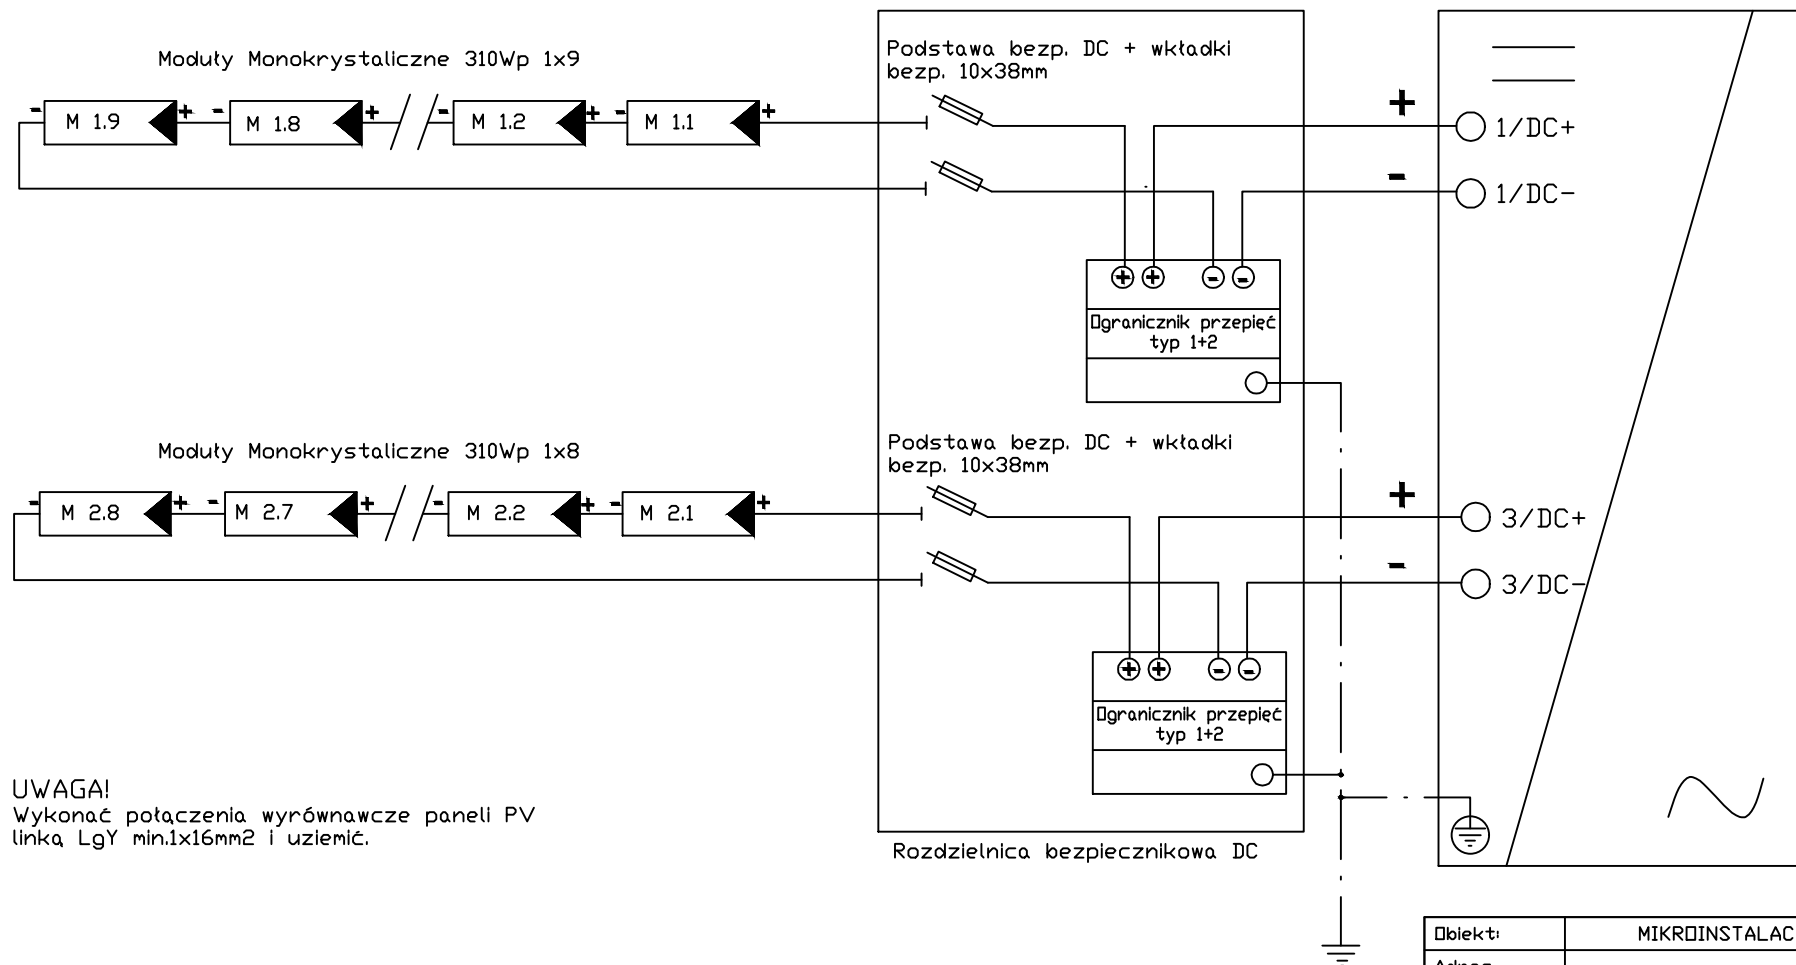 Moduły Monokrystaliczne 310Wp 1x9
Podstawa bezp. DC + wkładki
bezp. 10x38mm
- M 1.9 + - M 1.8 + - M 1.2 + - M 1.1 +
+
1/DC+
-
1/DC-
+ + - -
Ogranicznik przepięć
typ 1+2
Moduły Monokrystaliczne 310Wp 1x8
Podstawa bezp. DC + wkładki
bezp. 10x38mm
- M 2.8 + - M 2.7 + - M 2.2 + - M 2.1 +
+
3/DC+
-
3/DC-
+ + - -
Ogranicznik przepięć
typ 1+2
UWAGA!
Wykonać połączenia wyrównawcze paneli PV
linką LgY min.1x16mm2 i uziemić.
Rozdzielnica bezpiecznikowa DC
Obiekt: MIKROINSTALAC